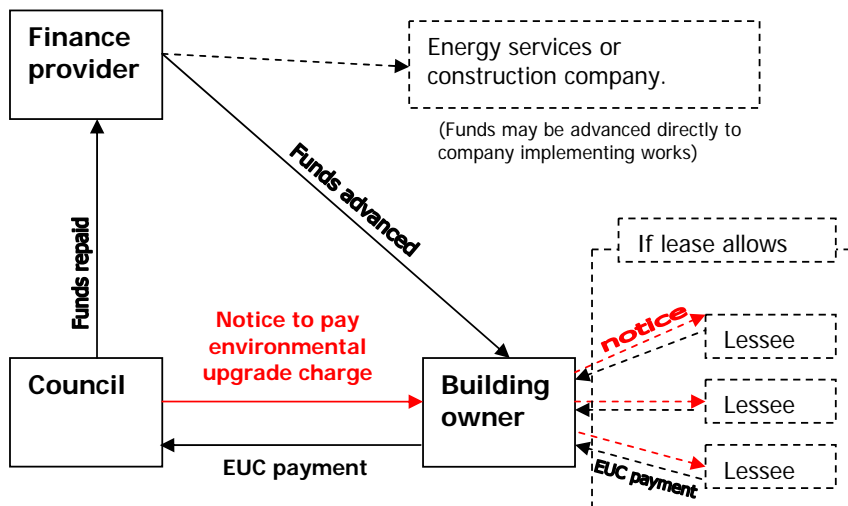 Finance
provider
Energy services or
construction company.
(Funds may be advanced directly to
company implementing works)
Funds advanced
Funds repaid
If lease allows
Notice to pay
environmental
upgrade charge
notice
Lessee
Council
Building
owner
Lessee
EUC payment
EUC payment
Lessee